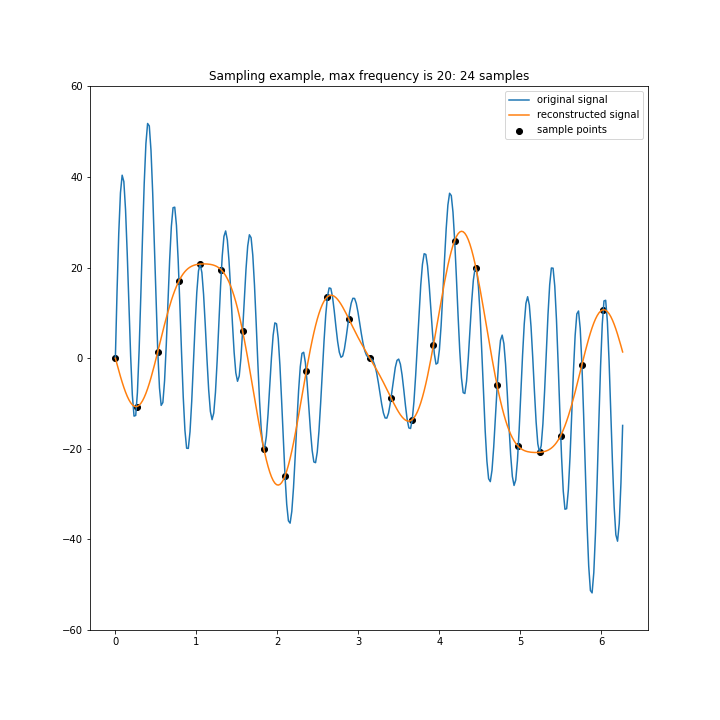 Sampling example, max frequency is 20: 24 samples
original signal
reconstructed signal
sample points
60
40
20
0
−20
−40
−60
0 1 2 3 4 5 6